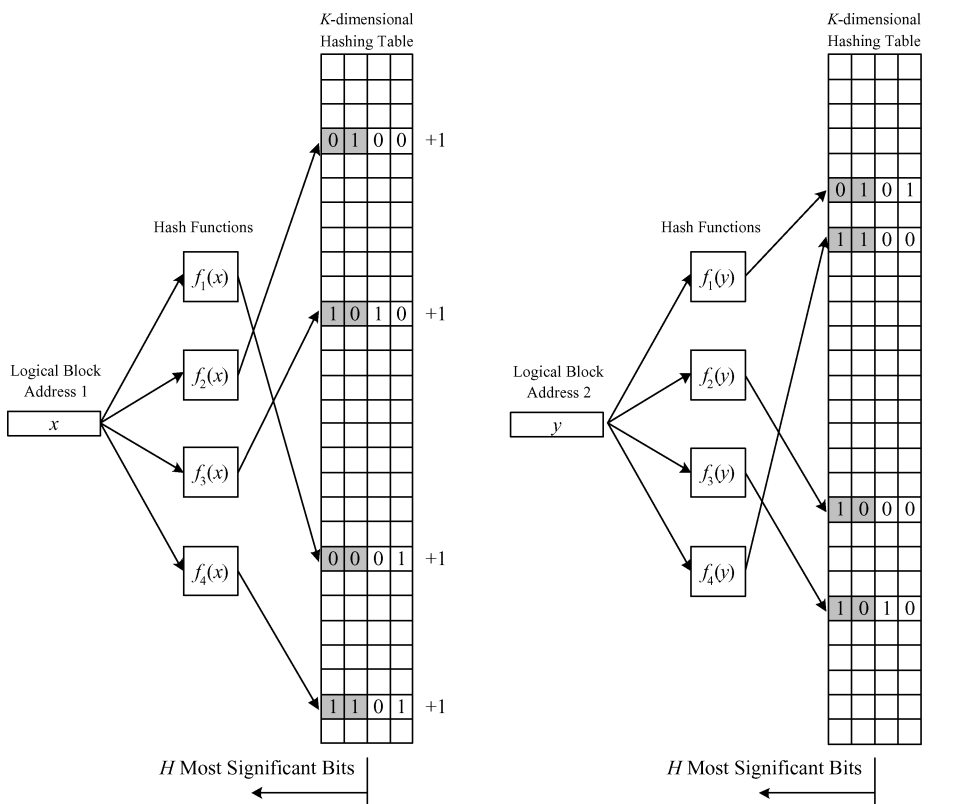 K-dimensional
Hashing Table
0 1 0 0 +1
Hash Functions
f1(x)
1 0 1 0 +1
f2(x)
Logical Block
Address 1
x
f3(x)
0 0 0 1 +1
f4(x)
1 1 0 1 +1
H Most Significant Bits
K-dimensional
Hashing Table
0 1 0 1
Hash Functions
1 1 0 0
f1(y)
f2(y)
Logical Block
Address 2
y
f3(y)
1 0 0 0
f4(y)
1 0 1 0
H Most Significant Bits